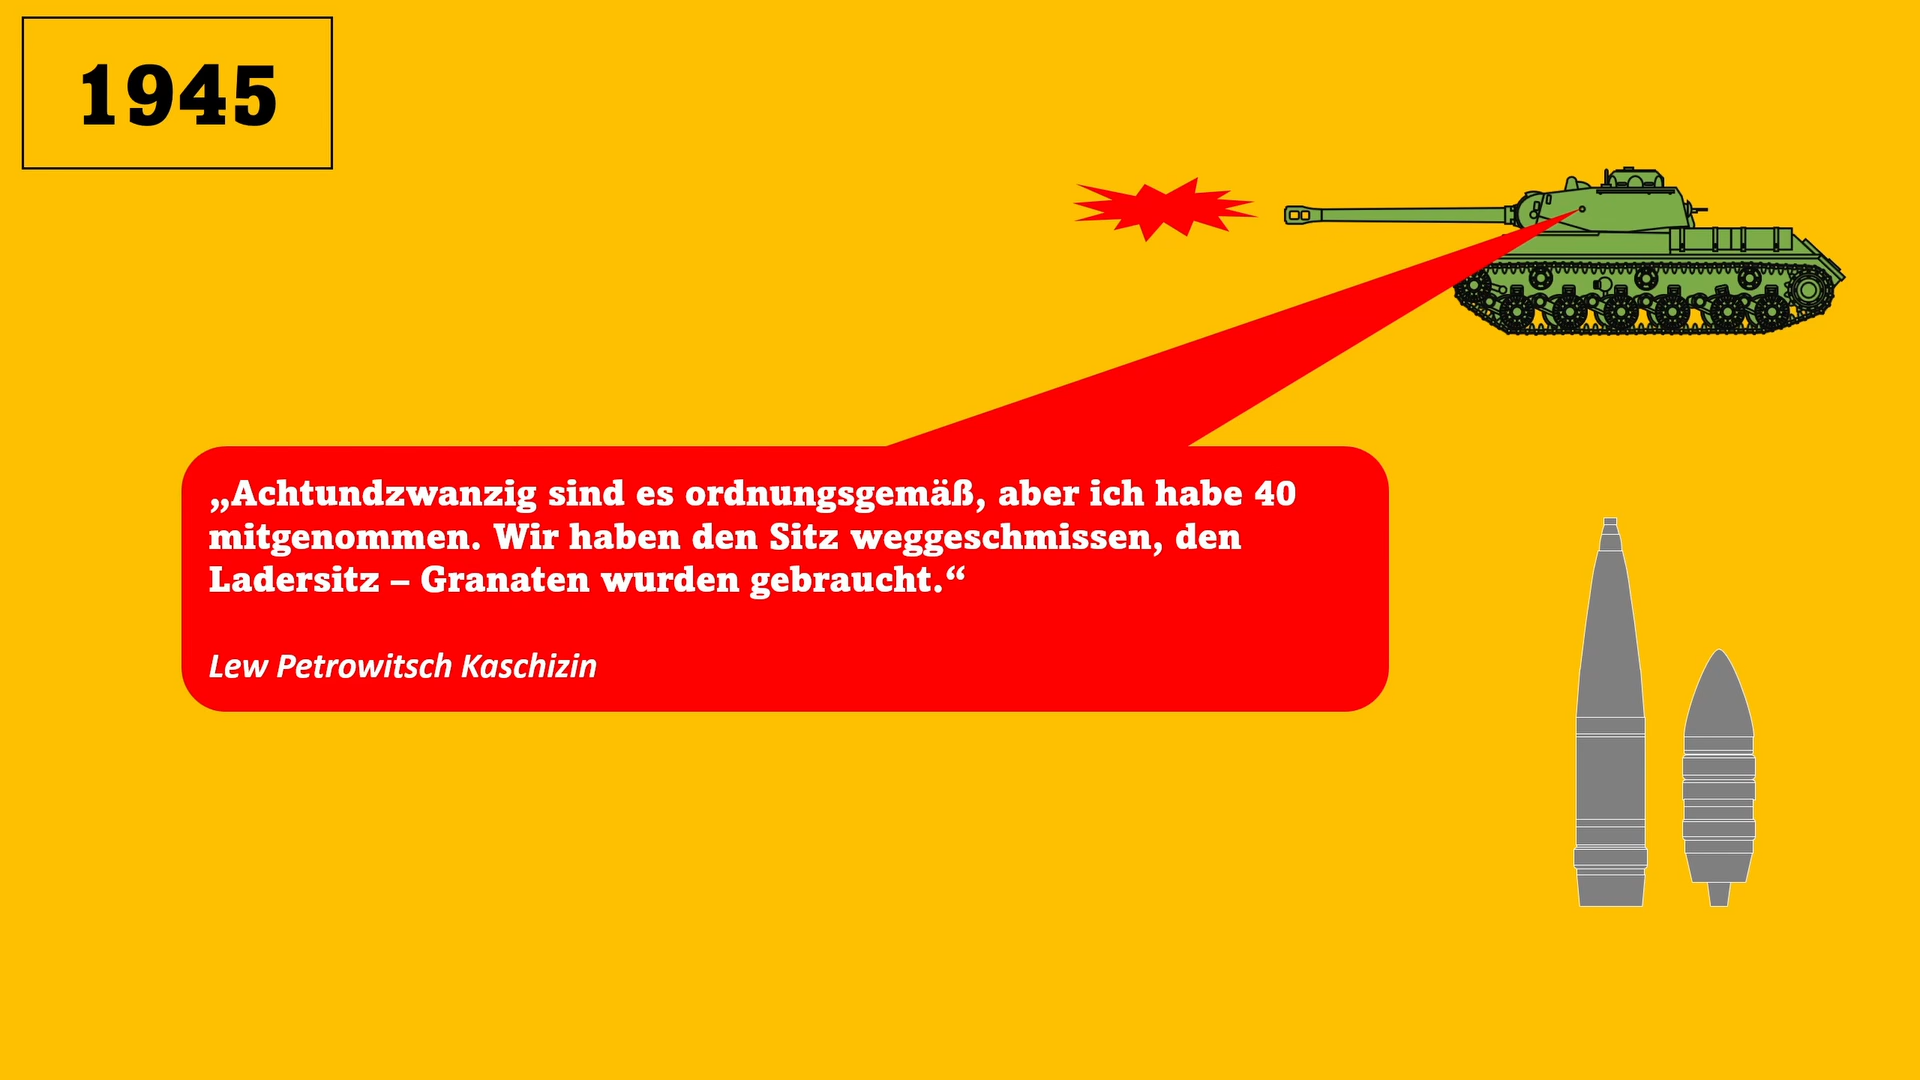 1945
„Achtundzwanzig sind es ordnungsgemäß, aber ich habe 40
mitgenommen. Wir haben den Sitz weggeschmissen, den
Ladersitz – Granaten wurden gebraucht.“
Lew Petrowitsch Kaschizin